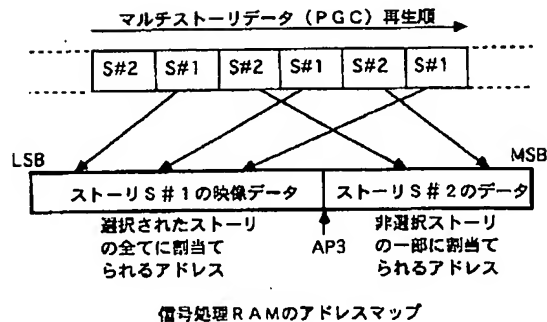 マルチストーリデータ（PGC）再生順
S#2 S#1 S#2 S#1 S#2 S#1
LSB MSB
ストーリS#1の映像データ ストーリS#2のデータ
選択されたストーリ
の全てに割当て
られるアドレス
AP3
非選択ストーリ
の一部に割当て
られるアドレス
信号処理RAMのアドレスマップ